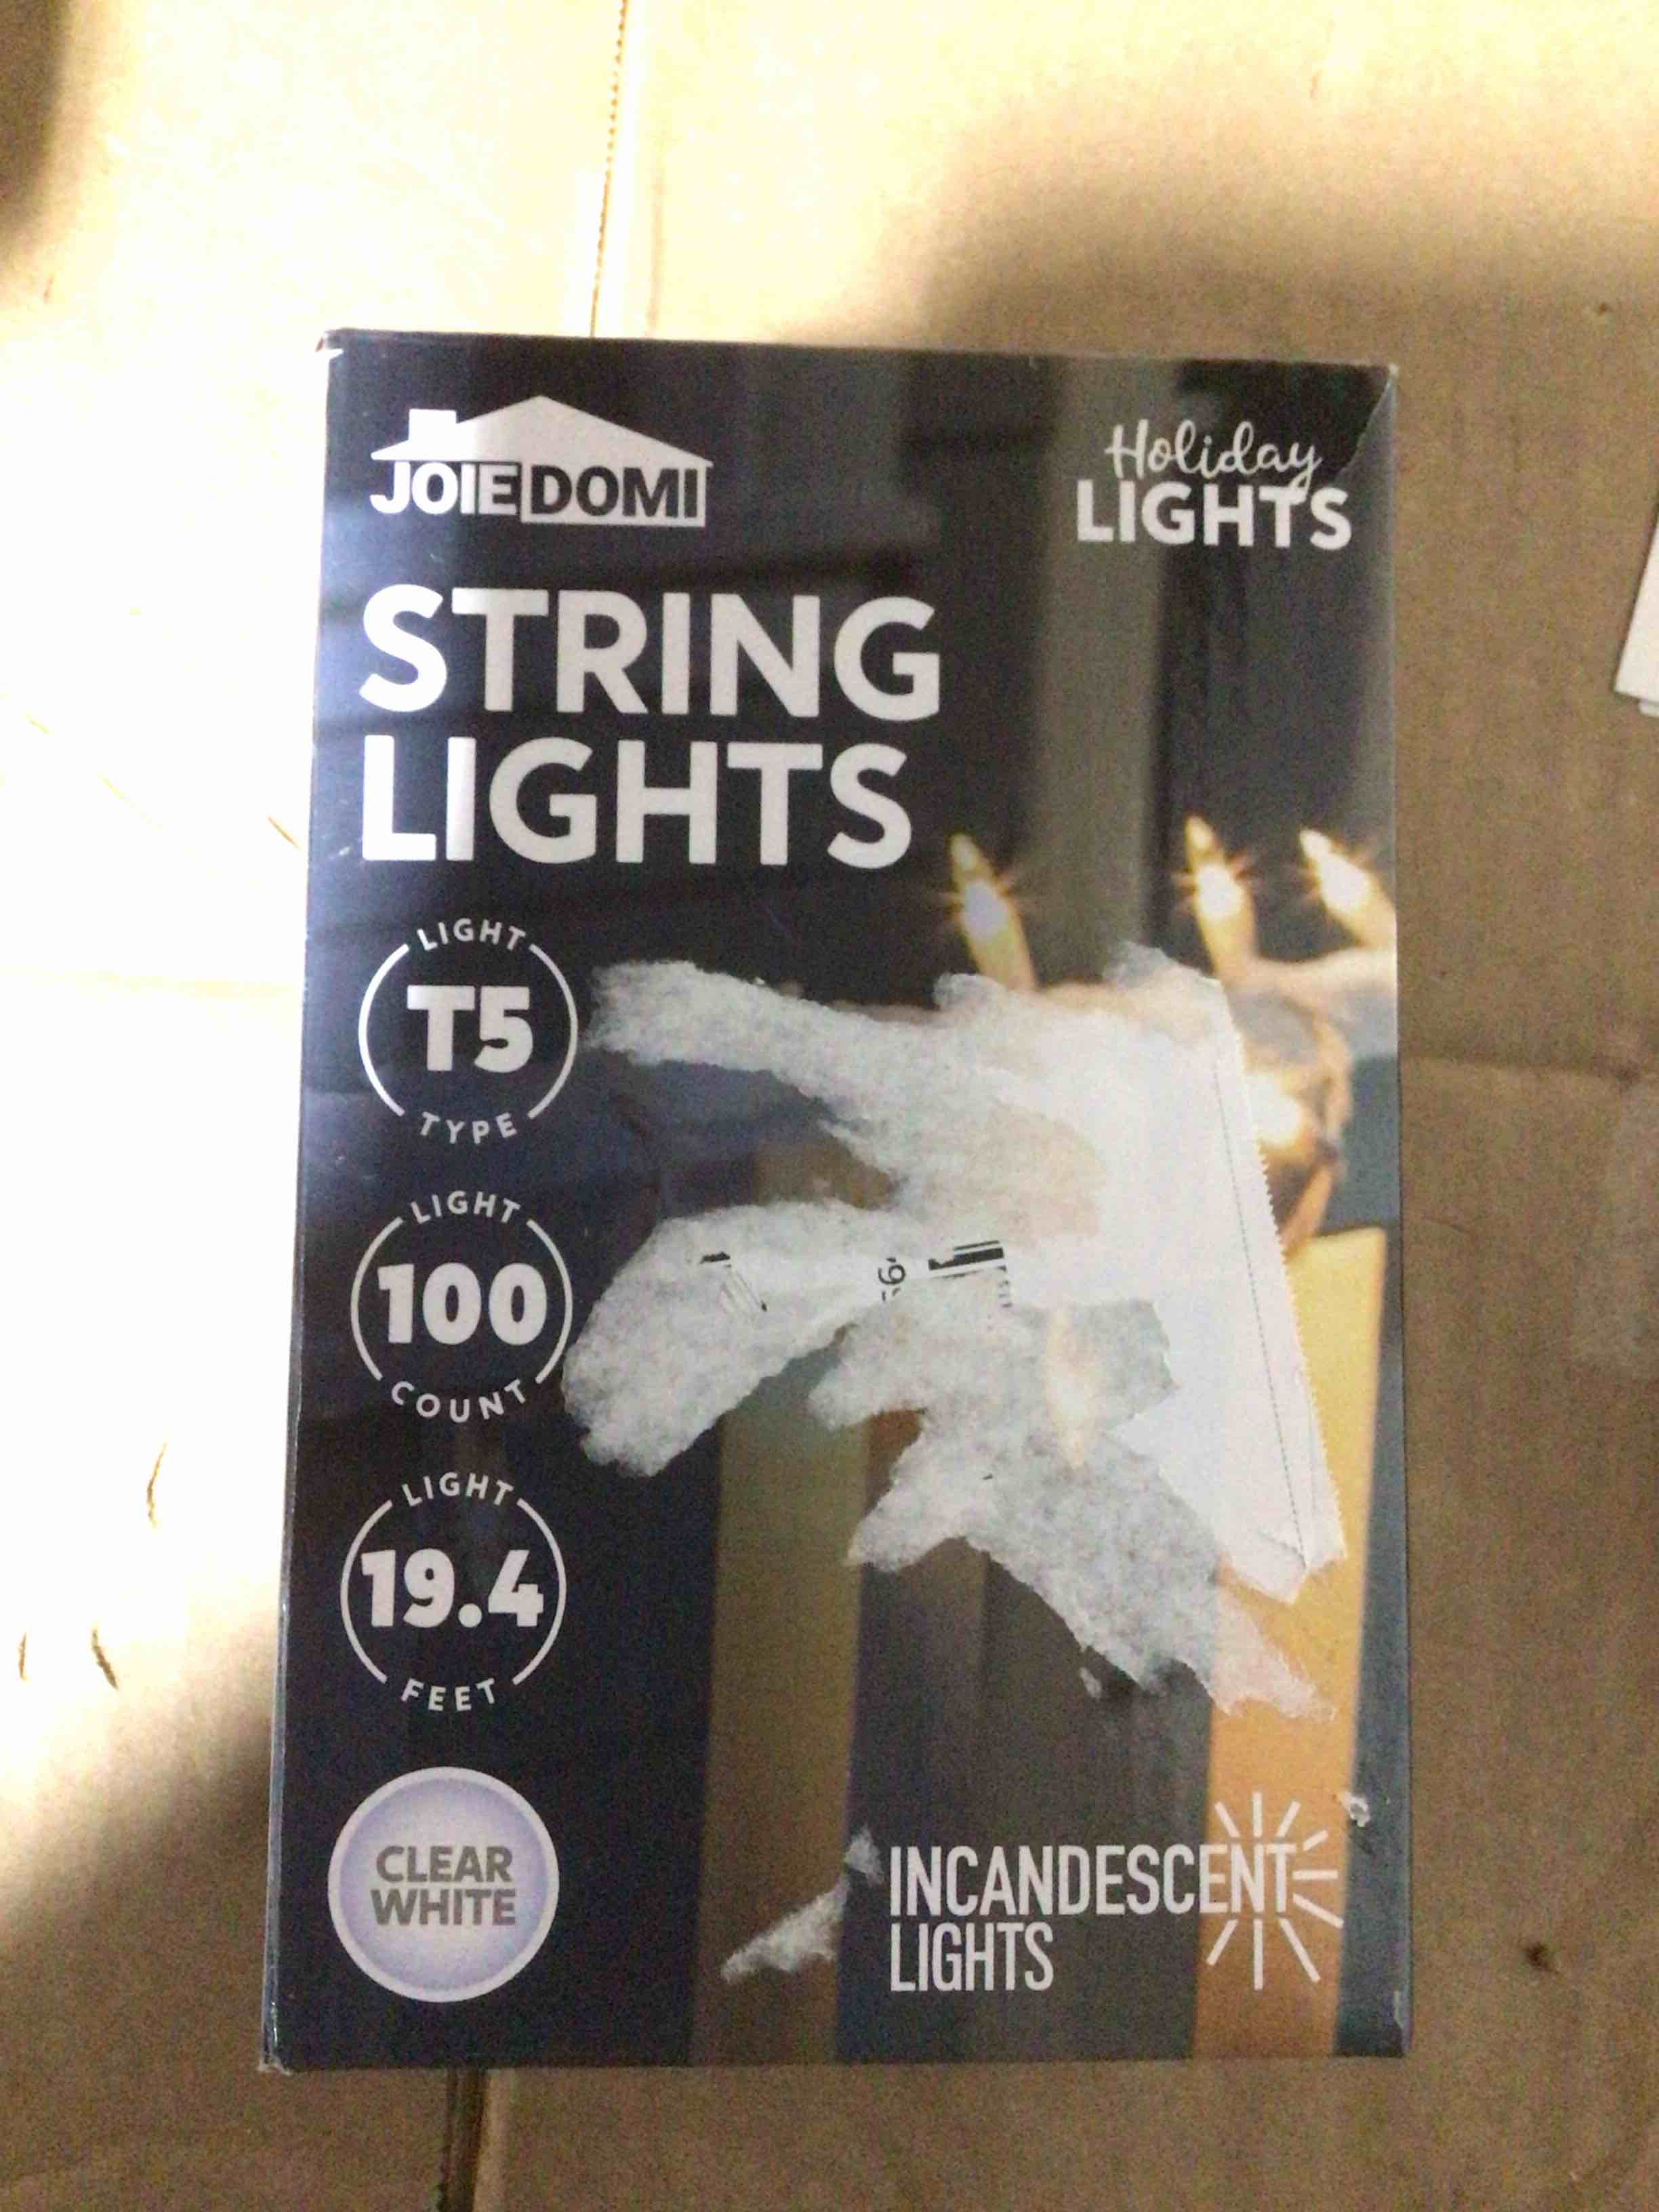 JOIEDOMI
Holiday
LIGHTS
STRING
LIGHTS
LIGHT
T5
TYPE
LIGHT
100
COUNT
LIGHT
19.4
FEET
CLEAR
WHITE
INCANDESCENT
LIGHTS